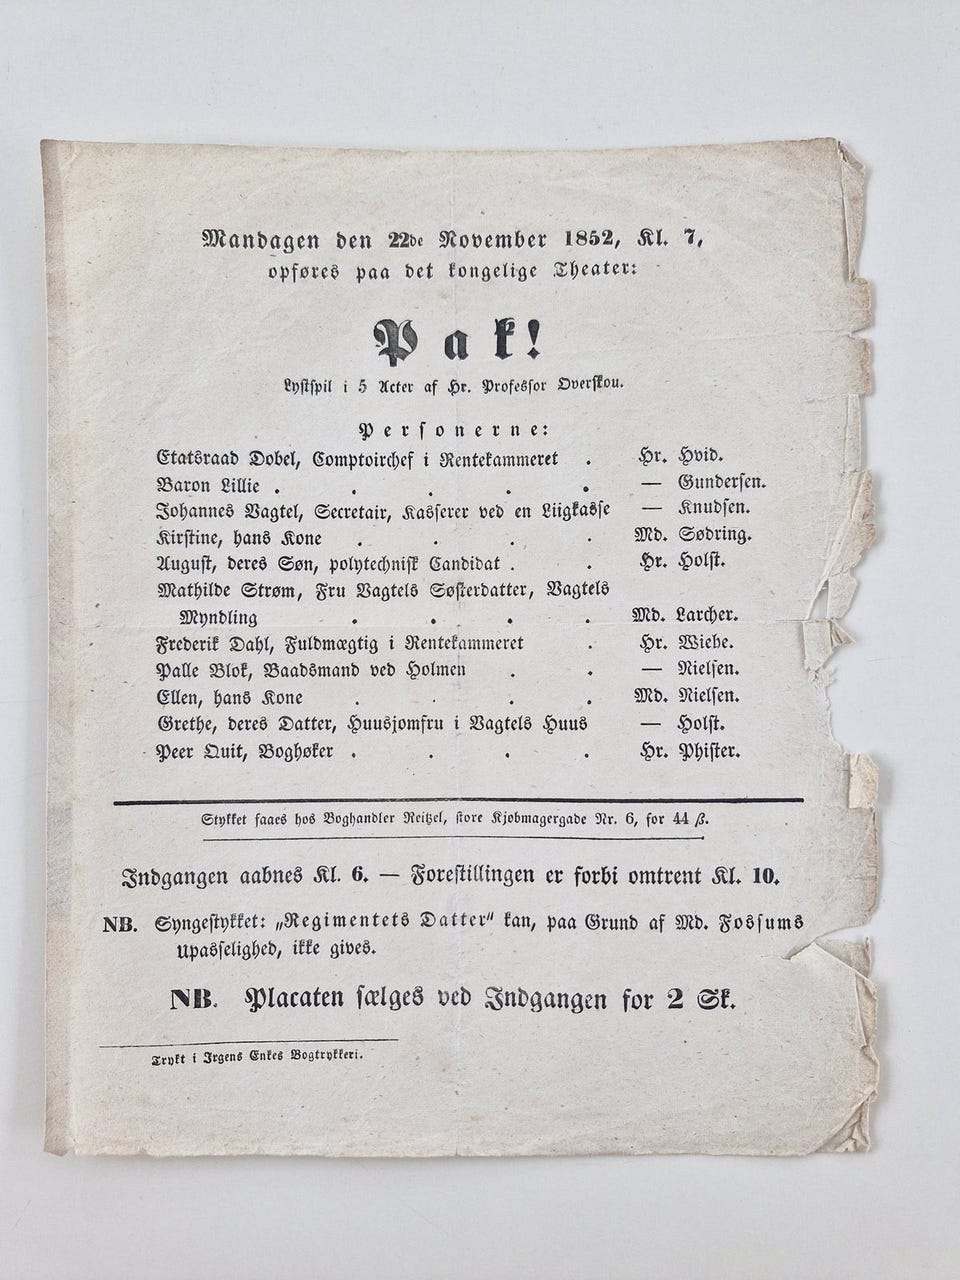 Mandagen den 22de November 1852, Kl. 7,
opføres paa det kongelige Theater:
Pak!
Lystspil i 5 Acter af Hr. Professor Overskou.
Personerne:
Etatsraad Dobel, Comptoirchef i Rentekammeret . Hr. Hvid.
Baron Lillie . . . . . — Gundersen.
Johannes Vagtel, Secretair, Kasserer ved en Liigkasse — Knudsen.
Kirstine, hans Kone . . . . Md. Sødring.
August, deres Søn, polytechnisk Candidat . . Hr. Holst.
Mathilde Strøm, Fru Vagtels Søsterdatter, Vagtels
Myndling . . . . Md. Larcher.
Frederik Dahl, Fuldmægtig i Rentekammeret . Hr. Wiehe.
Palle Blok, Baadsmand ved Holmen . . — Nielsen.
Ellen, hans Kone . . . . Md. Nielsen.
Grethe, deres Datter, Huusjomfru i Vagtels Huus — Holst.
Peer Quit, Boghøker . . . . Hr. Phister.
Stykket faaes hos Boghandler Reitzel, store Kjøbmagergade Nr. 6, for 44 ß.
Indgangen aabnes Kl. 6. — Forestillingen er forbi omtrent Kl. 10.
NB. Syngestykket: „Regimentets Datter" kan, paa Grund af Md. Fossums
Upasselighed, ikke gives.
NB. Placaten sælges ved Indgangen for 2 Sk.
Trykt i Irgens Enkes Bogtrykkeri.